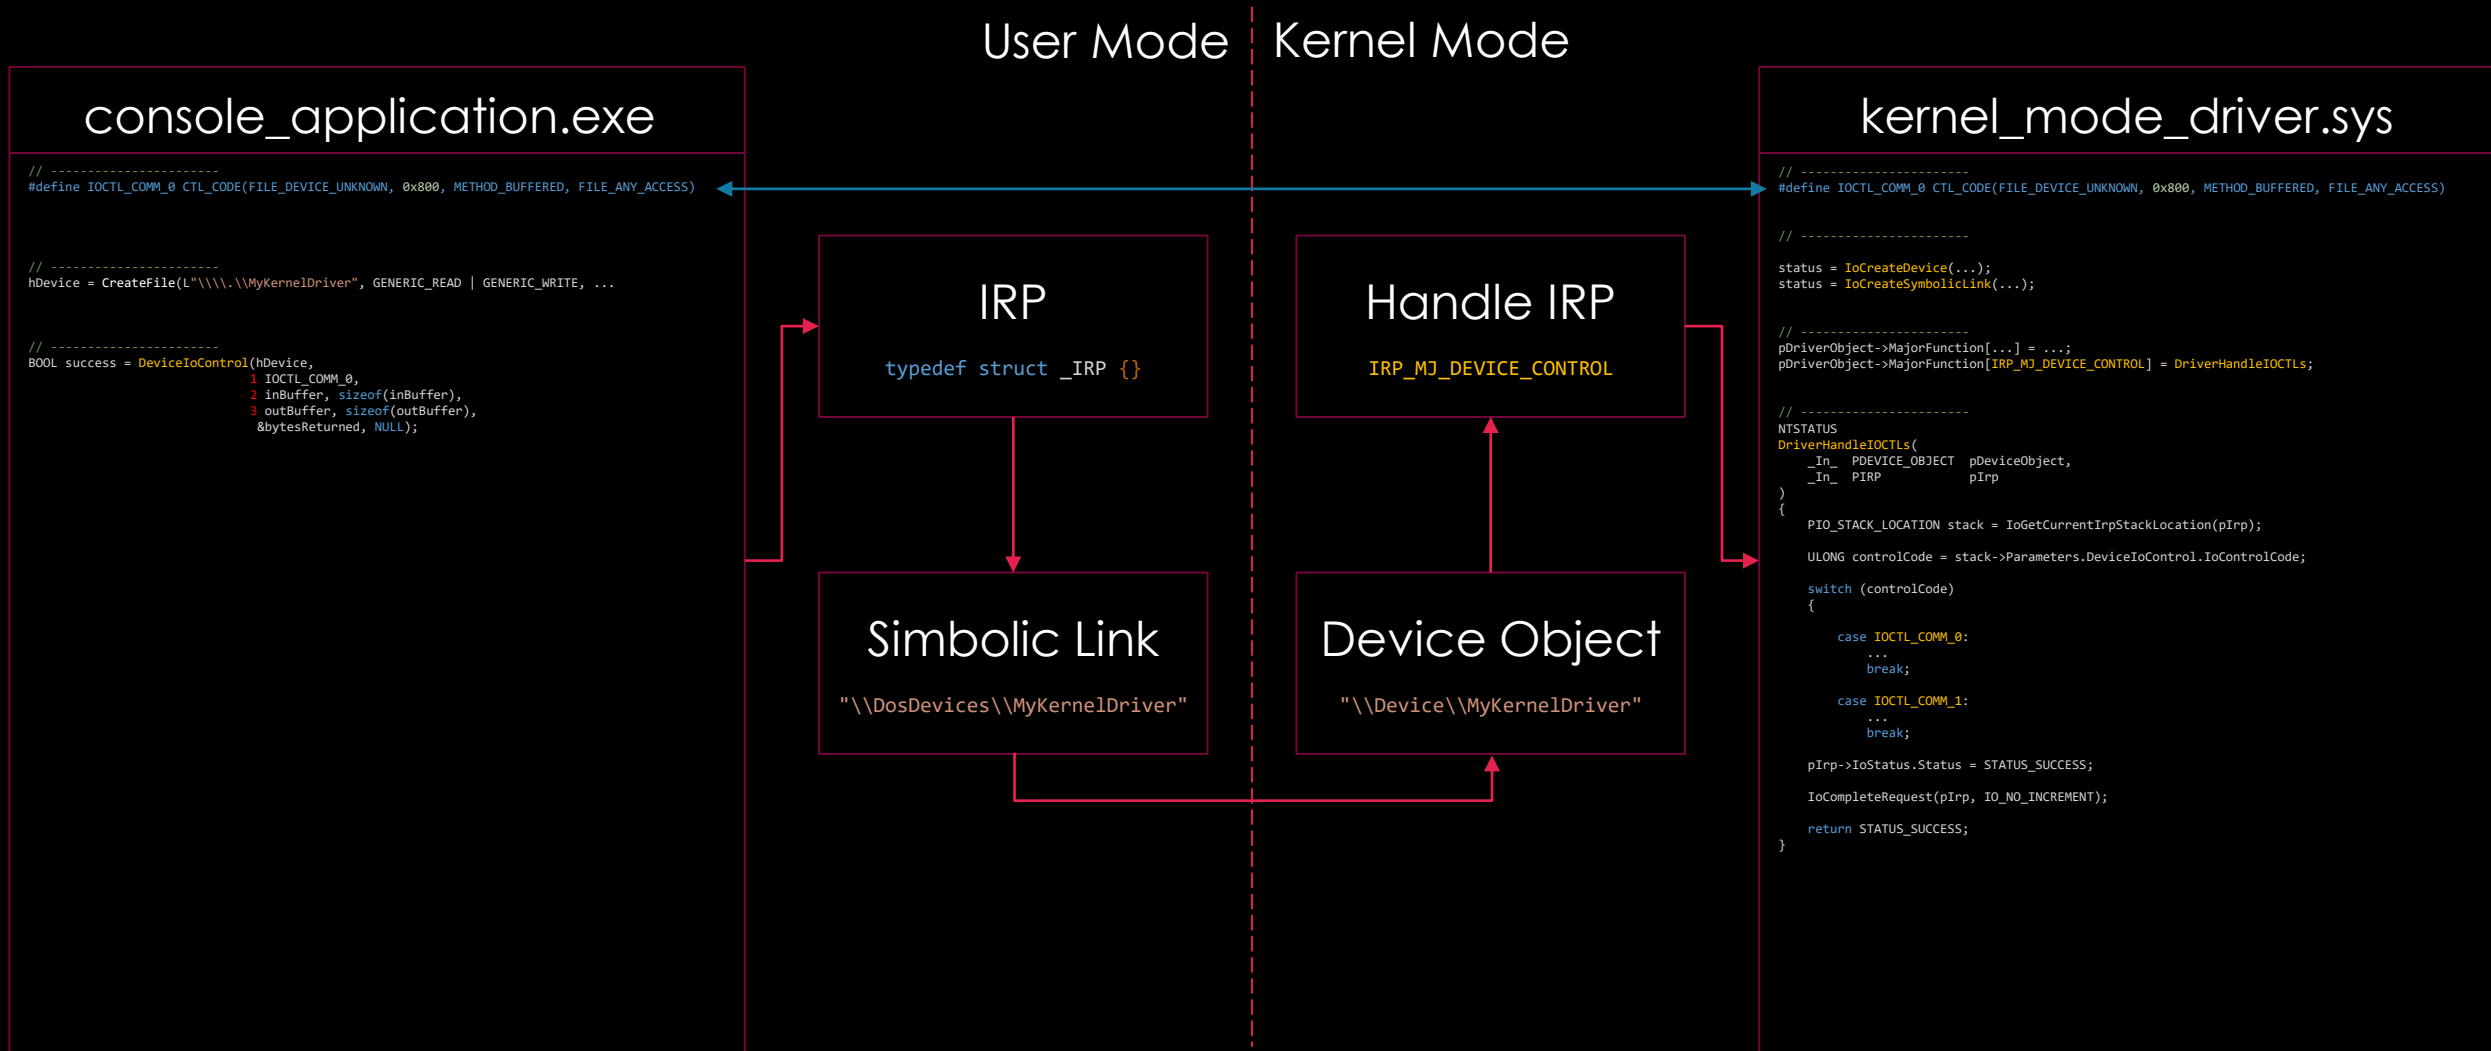 User Mode
Kernel Mode
console_application.exe
// -----------------------
#define IOCTL_COMM_0 CTL_CODE(FILE_DEVICE_UNKNOWN, 0x800, METHOD_BUFFERED, FILE_ANY_ACCESS)
// -----------------------
hDevice = CreateFile(L"\\\\.\\MyKernelDriver", GENERIC_READ | GENERIC_WRITE, ...
// -----------------------
BOOL success = DeviceIoControl(hDevice,
1 IOCTL_COMM_0,
2 inBuffer, sizeof(inBuffer),
3 outBuffer, sizeof(outBuffer),
&bytesReturned, NULL);
IRP
typedef struct _IRP {}
Simbolic Link
"\\DosDevices\\MyKernelDriver"
Handle IRP
IRP_MJ_DEVICE_CONTROL
Device Object
"\\Device\\MyKernelDriver"
kernel_mode_driver.sys
// -----------------------
#define IOCTL_COMM_0 CTL_CODE(FILE_DEVICE_UNKNOWN, 0x800, METHOD_BUFFERED, FILE_ANY_ACCESS)
// -----------------------
status = IoCreateDevice(...);
status = IoCreateSymbolicLink(...);
// -----------------------
pDriverObject->MajorFunction[...] = ...;
pDriverObject->MajorFunction[IRP_MJ_DEVICE_CONTROL] = DriverHandleIOCTLs;
// -----------------------
NTSTATUS
DriverHandleIOCTLs(
_In_ PDEVICE_OBJECT pDeviceObject,
_In_ PIRP pIrp
)
{
PIO_STACK_LOCATION stack = IoGetCurrentIrpStackLocation(pIrp);
ULONG controlCode = stack->Parameters.DeviceIoControl.IoControlCode;
switch (controlCode)
{
case IOCTL_COMM_0:
...
break;
case IOCTL_COMM_1:
...
break;
pIrp->IoStatus.Status = STATUS_SUCCESS;
IoCompleteRequest(pIrp, IO_NO_INCREMENT);
return STATUS_SUCCESS;
}